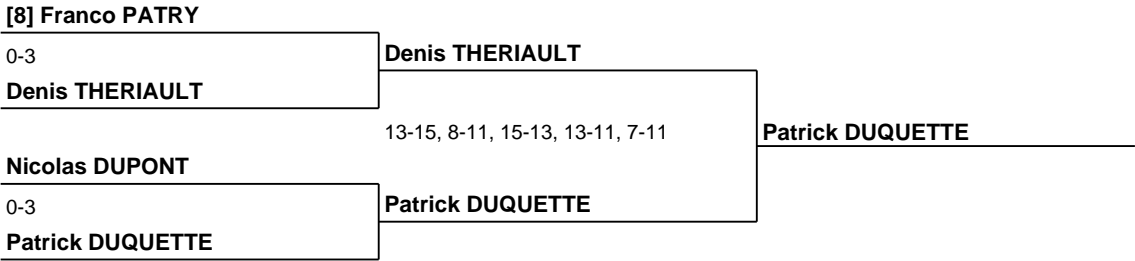 [8] Franco PATRY
0-3
Denis THERIAULT
Denis THERIAULT
13-15, 8-11, 15-13, 13-11, 7-11
Patrick DUQUETTE
Nicolas DUPONT
0-3
Patrick DUQUETTE
Patrick DUQUETTE